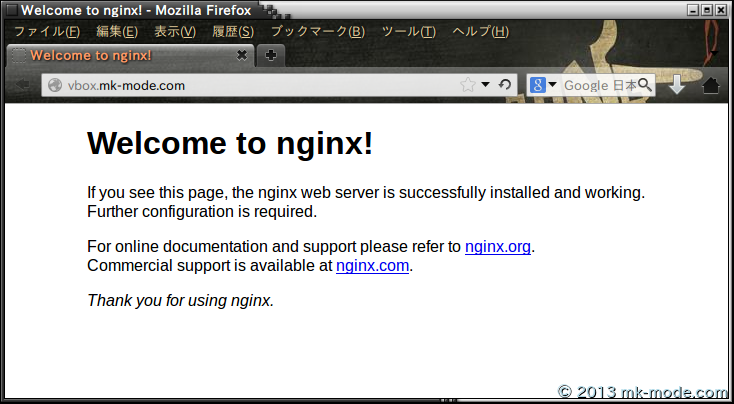 Welcome to nginx! - Mozilla Firefox
ファイル(F) 編集(E) 表示(V) 履歴(S) ブックマーク(B) ツール(T) ヘルプ(H)
Welcome to nginx!
vbox.mk-mode.com
Google 日本
Welcome to nginx!
If you see this page, the nginx web server is successfully installed and working.
Further configuration is required.
For online documentation and support please refer to nginx.org.
Commercial support is available at nginx.com.
Thank you for using nginx.
© 2013 mk-mode.com